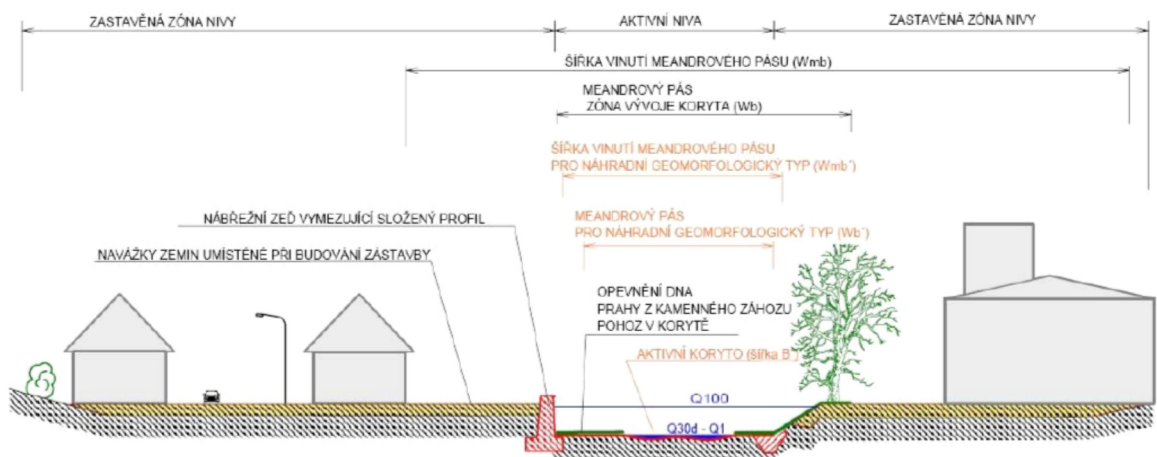 ZASTAVĚNÁ ZÓNA NIVY
AKTIVNÍ NIVA
ZASTAVĚNÁ ZÓNA NIVY
ŠÍŘKA VINUTÍ MEANDROVÉHO PÁSU (Wmb)
MEANDROVÝ PÁS
ZÓNA VÝVOJE KORYTA (Wb)
ŠÍŘKA VINUTÍ MEANDROVÉHO PÁSU
PRO NÁHRADNÍ GEOMORFOLOGICKÝ TYP (Wmb´)
NÁBŘEŽNÍ ZEĎ VYMEZUJÍCÍ SLOŽENÝ PROFIL
MEANDROVÝ PÁS
PRO NÁHRADNÍ GEOMORFOLOGICKÝ TYP (Wb´)
NAVÁŽKY ZEMIN UMÍSTĚNÉ PŘI BUDOVÁNÍ ZÁSTAVBY
OPEVNĚNÍ DNA
PRAHY Z KAMENNÉHO ZÁHOZU
POHOZ V KORYTĚ
AKTIVNÍ KORYTO (šířka B´)
Q100
Q30d - Q1